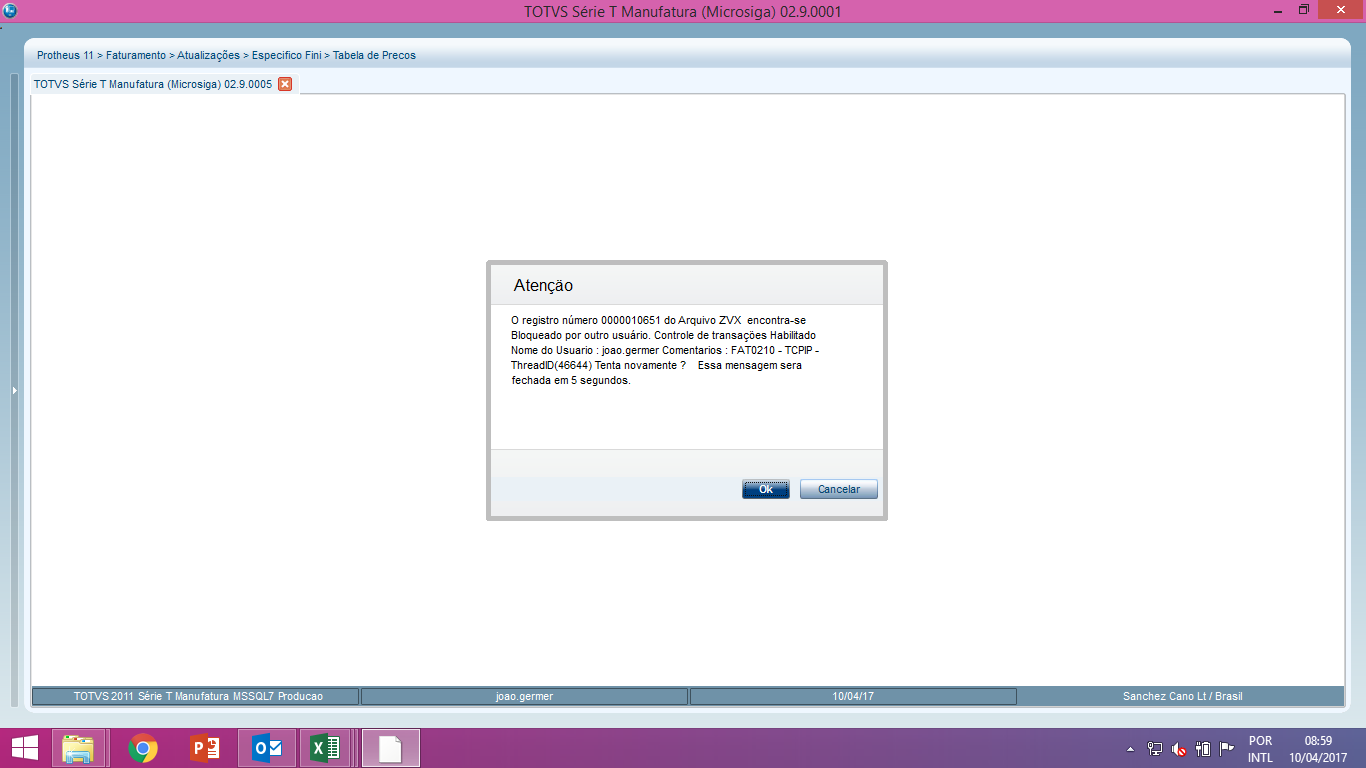 TOTVS Série T Manufatura (Microsiga) 02.9.0001
Protheus 11 > Faturamento > Atualizações > Especifico Fini > Tabela de Precos
TOTVS Série T Manufatura (Microsiga) 02.9.0005
Atenção
O registro número 0000010651 do Arquivo ZVX encontra-se
Bloqueado por outro usuário. Controle de transações Habilitado
Nome do Usuario : joao.germer Comentarios : FAT0210 - TCPIP -
ThreadID(46644) Tenta novamente ? Essa mensagem sera
fechada em 5 segundos.
Ok
Cancelar
TOTVS 2011 Série T Manufatura MSSQL7 Producao
joao.germer
10/04/17
Sanchez Cano Lt / Brasil
POR
INTL
08:59
10/04/2017